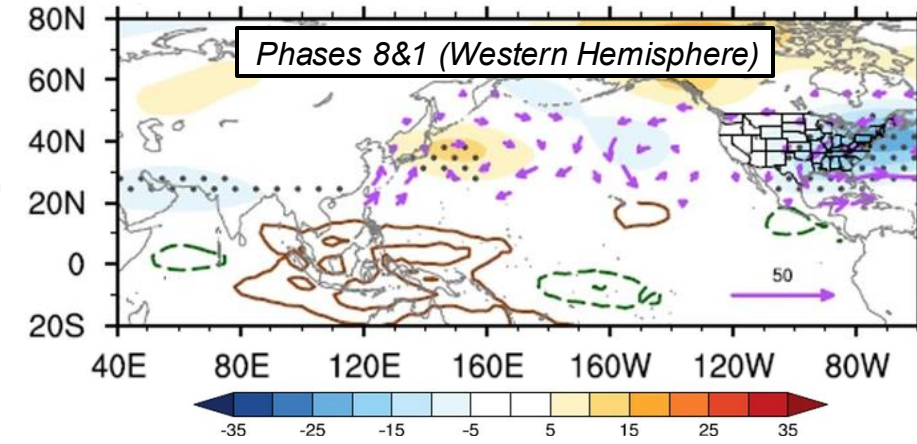 80N
Phases 8&1 (Western Hemisphere)
60N
40N
20N
0
50
20S
40E 80E 120E 160E 160W 120W 80W
-35 -25 -15 -5 5 15 25 35